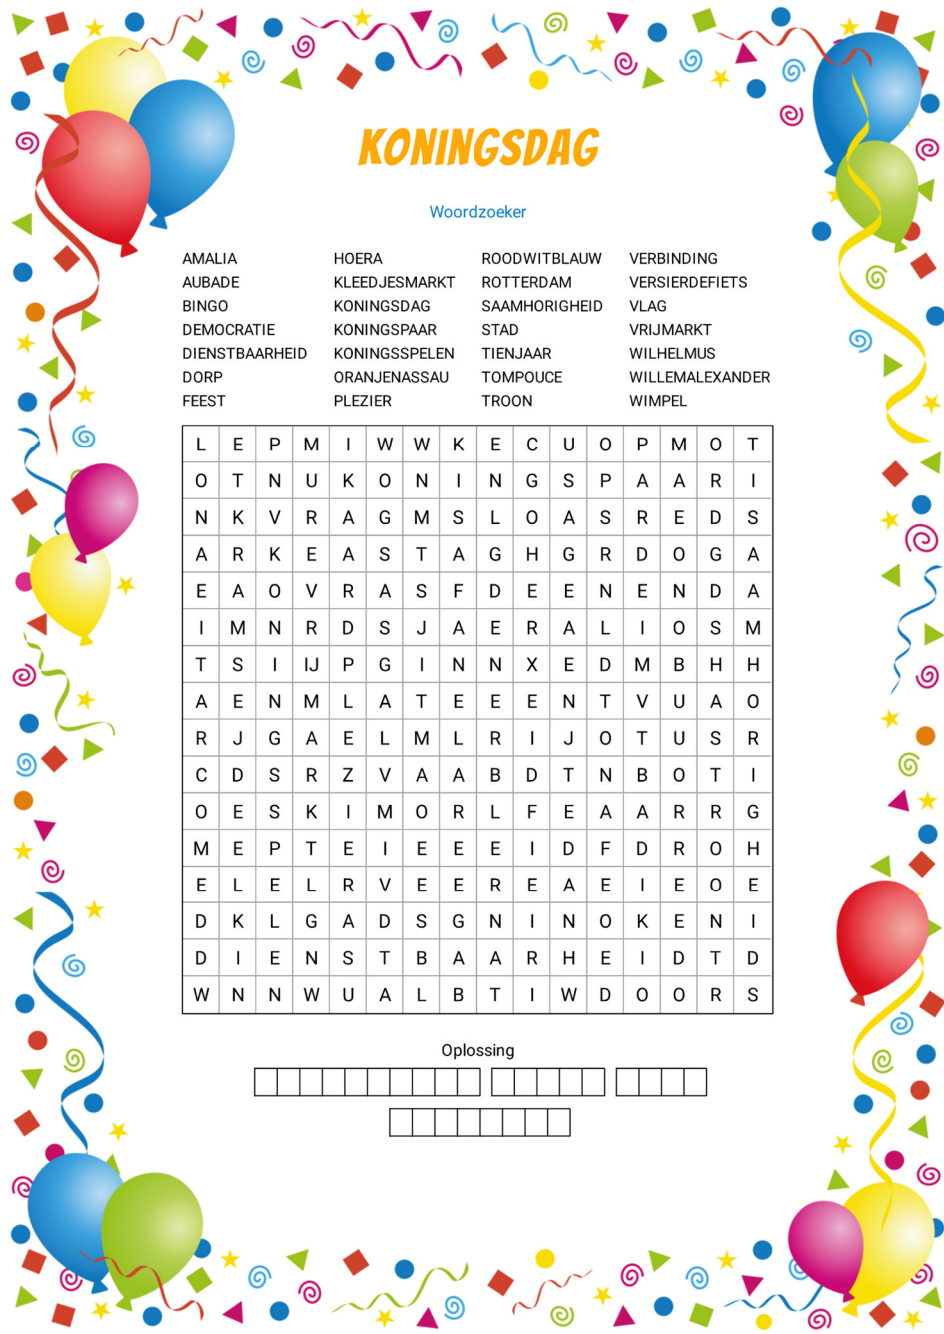 KONINGSDAG
Woordzoeker
AMALIA HOERA ROODWITBLAUW VERBINDING
AUBADE KLEEDJESMARKT ROTTERDAM VERSIERDEFIETS
BINGO KONINGSDAG SAAMHORIGHEID VLAG
DEMOCRATIE KONINGSPAAR STAD VRIJMARKT
DIENSTBAARHEID KONINGSSPELEN TIENJAAR WILHELMUS
DORP ORANJENASSAU TOMPOUCE WILLEMALEXANDER
FEEST PLEZIER TROON WIMPEL
L E P M I W W K E C U O P M O T
O T N U K O N I N G S P A A R I
N K V R A G M S L O A S R E D S
A R K E A S T A G H G R D O G A
E A O V R A S F D E E N E N D A
I M N R D S J A E R A L I O S M
T S I IJ P G I N N X E D M B H H
A E N M L A T E E E N T V U A O
R J G A E L M L R I J O T U S R
C D S R Z V A A B D T N B O T I
O E S K I M O R L F E A A R R G
M E P T E I E E E I D F D R O H
E L E L R V E E R E A E I E O E
D K L G A D S G N I N O K E N I
D I E N S T B A A R H E I D T D
W N N W U A L B T I W D O O R S
Oplossing